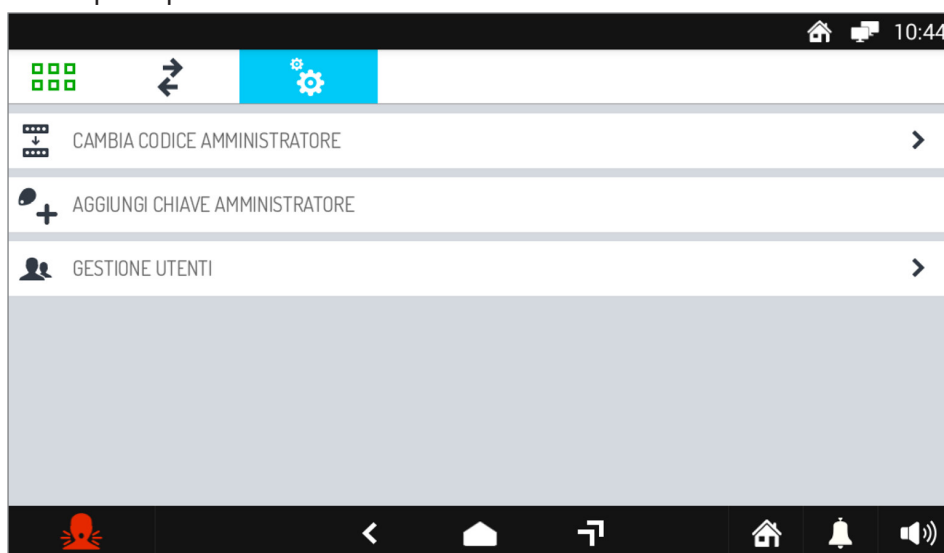 10:44
CAMBIA CODICE AMMINISTRATORE
AGGIUNGI CHIAVE AMMINISTRATORE
GESTIONE UTENTI